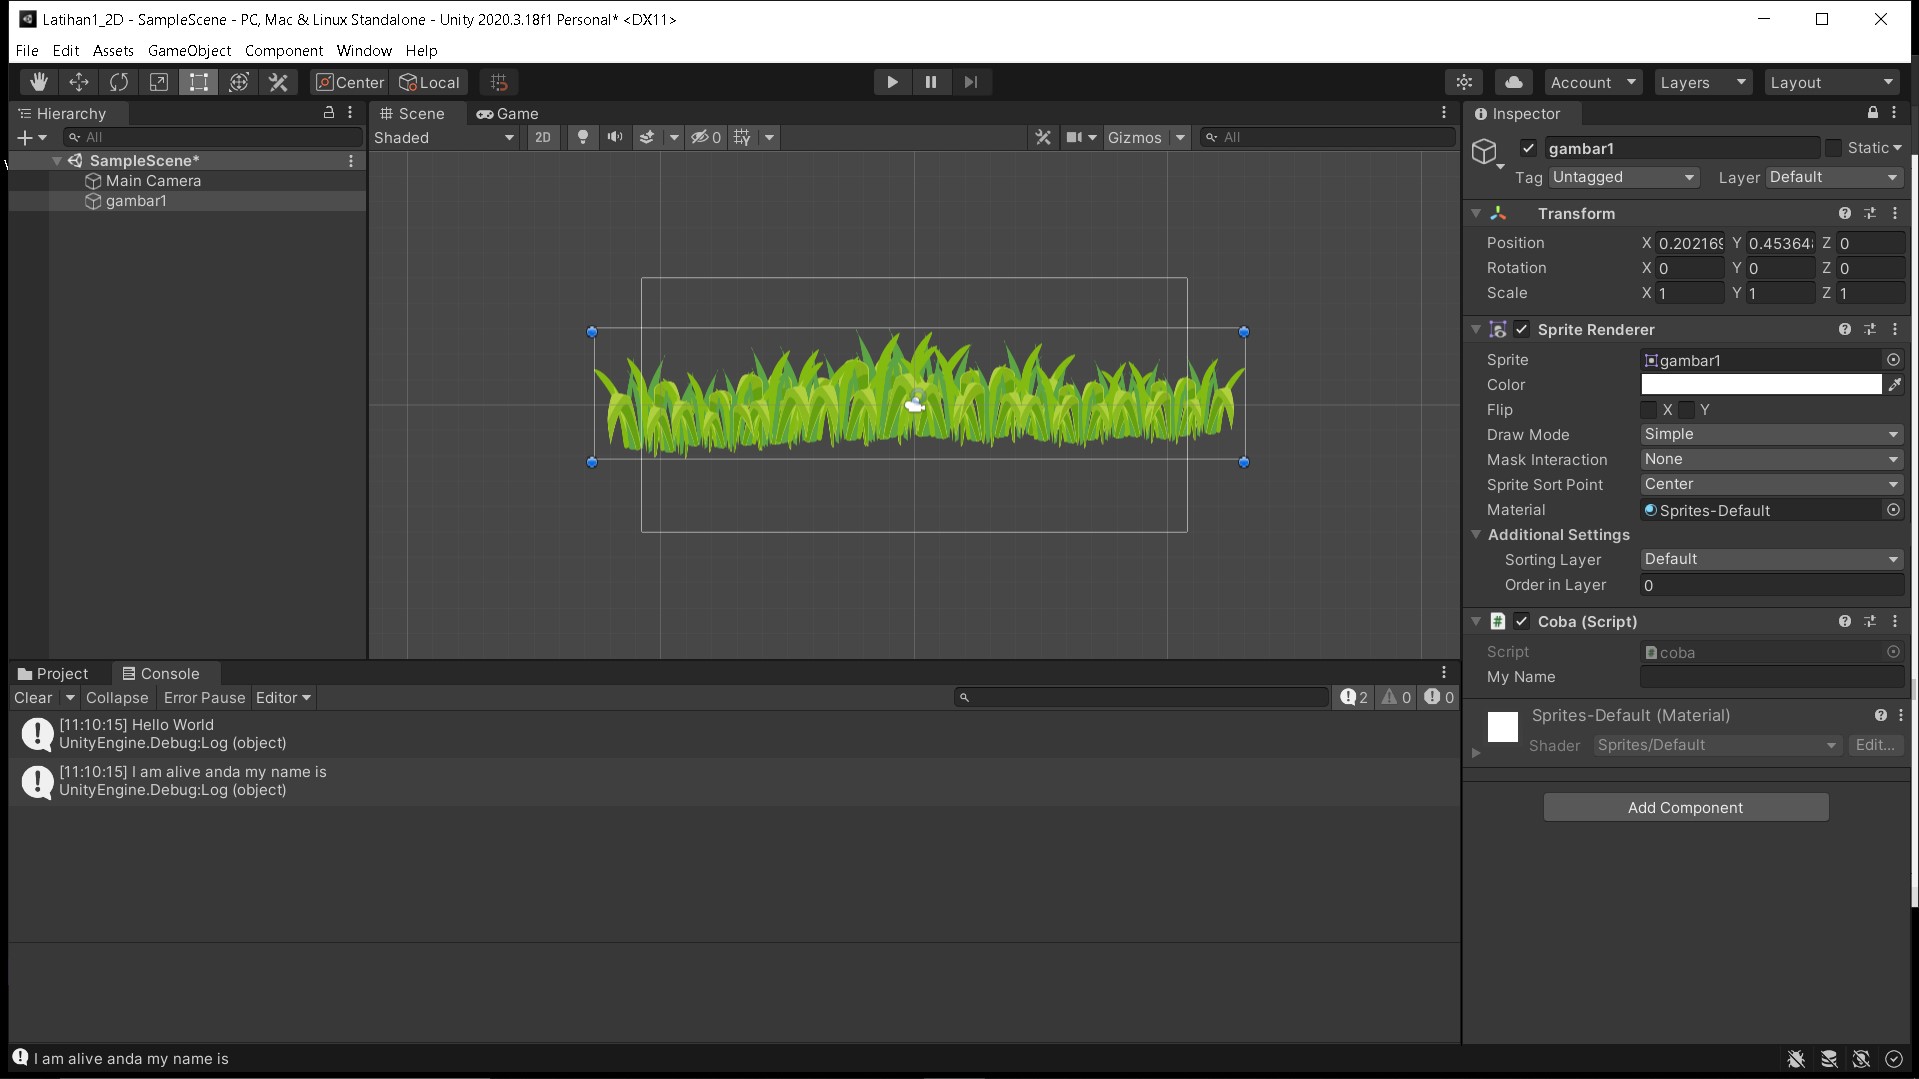 Latihan1_2D - SampleScene - PC, Mac & Linux Standalone - Unity 2020.3.18f1 Personal* <DX11>
File Edit Assets GameObject Component Window Help
Center Local Account Layers Layout
Hierarchy
All
SampleScene*
Main Camera
gambar1
Scene Game
Shaded 2D 0 Gizmos All
Inspector
gambar1 Static
Tag Untagged Layer Default
Transform
Position X 0.202169 Y 0.45364 Z 0
Rotation X 0 Y 0 Z 0
Scale X 1 Y 1 Z 1
Sprite Renderer
Sprite gambar1
Color
Flip X Y
Draw Mode Simple
Mask Interaction None
Sprite Sort Point Center
Material Sprites-Default
Additional Settings
Sorting Layer Default
Order in Layer 0
Coba (Script)
Script coba
My Name
Sprites-Default (Material)
Shader Sprites/Default Edit...
Add Component
Project Console
Clear Collapse Error Pause Editor 2 0 0
[11:10:15] Hello World
UnityEngine.Debug:Log (object)
[11:10:15] I am alive anda my name is
UnityEngine.Debug:Log (object)
I am alive anda my name is